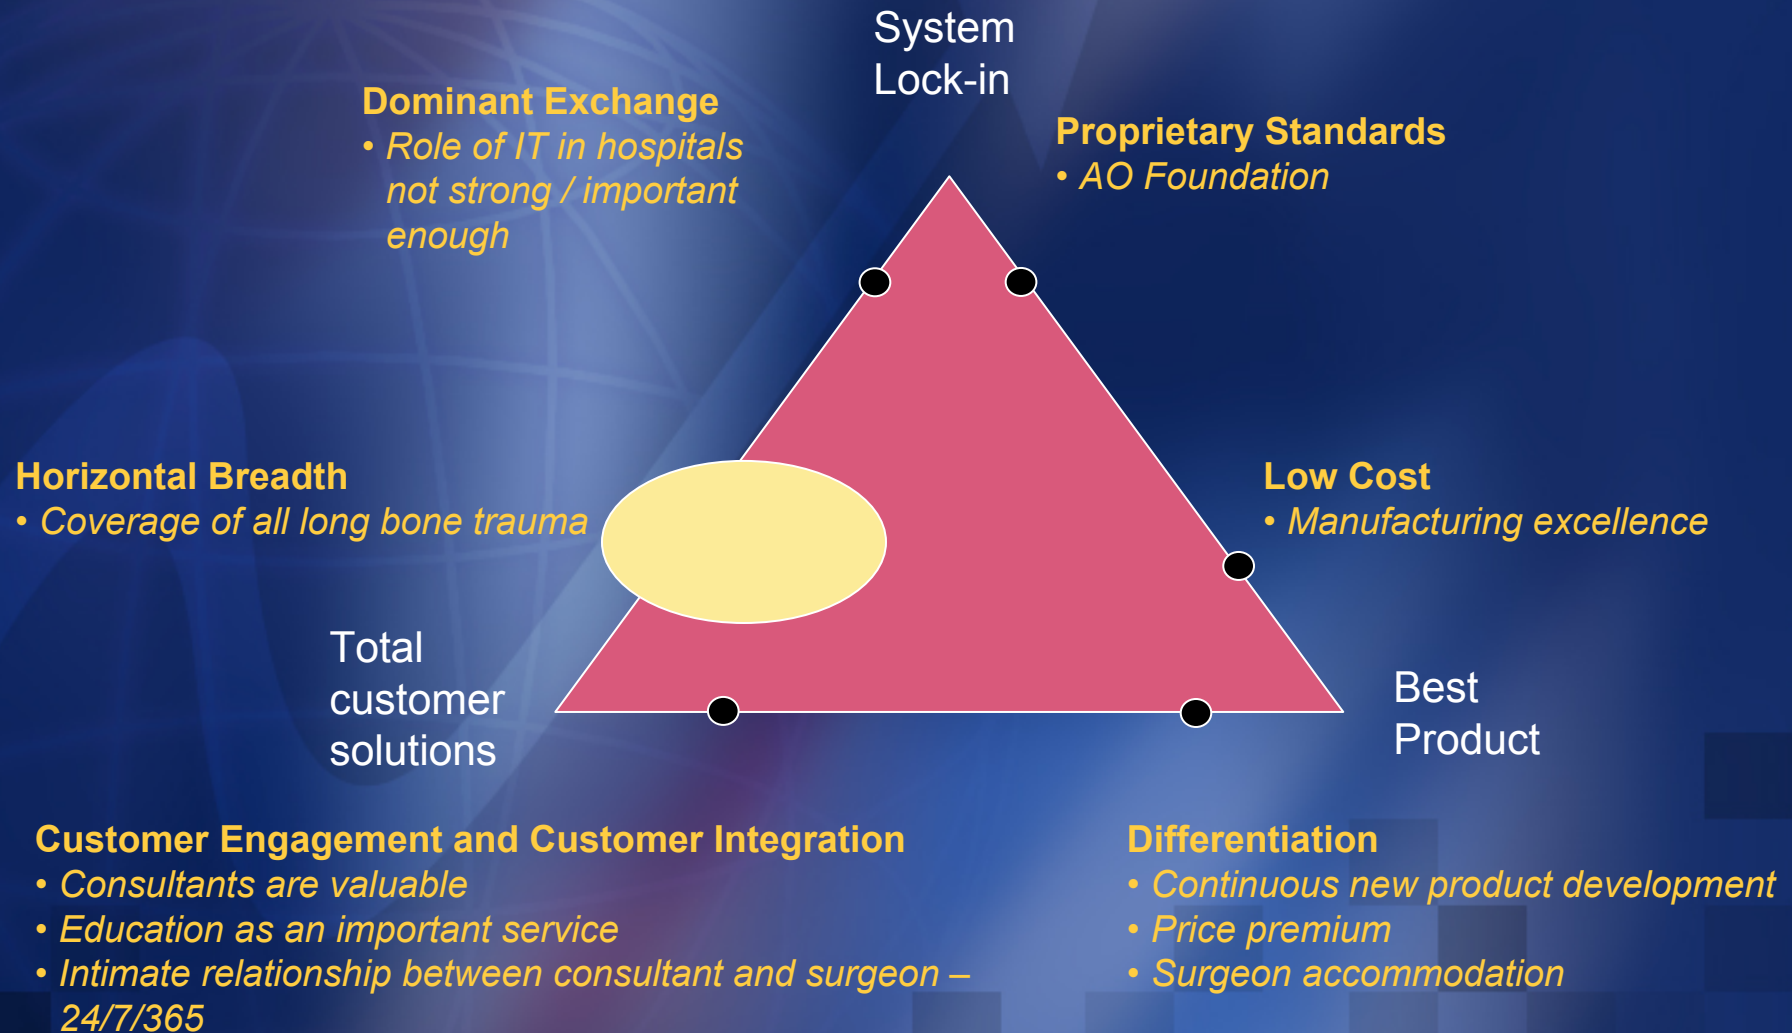 System
Lock-in
Dominant Exchange
• Role of IT in hospitals
not strong / important
enough
Proprietary Standards
• AO Foundation
Horizontal Breadth
• Coverage of all long bone trauma
Low Cost
• Manufacturing excellence
Total
customer
solutions
Best
Product
Customer Engagement and Customer Integration
• Consultants are valuable
• Education as an important service
• Intimate relationship between consultant and surgeon –
24/7/365
Differentiation
• Continuous new product development
• Price premium
• Surgeon accommodation